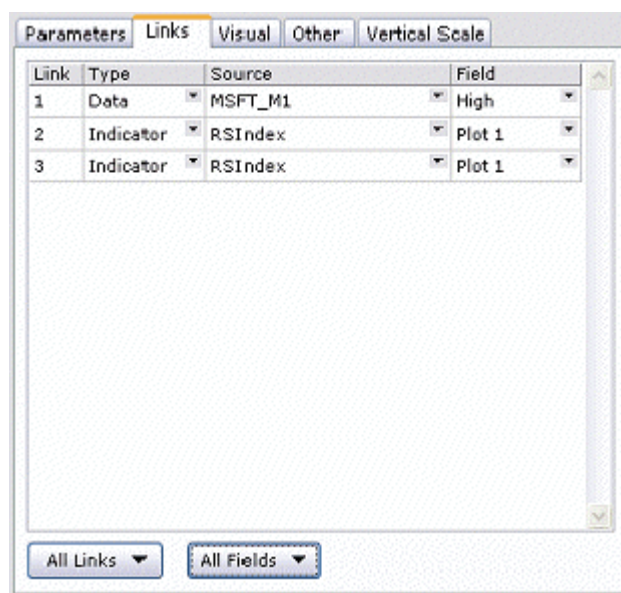 Parameters Links Visual Other Vertical Scale
Link Type Source Field
1 Data MSFT_M1 High
2 Indicator RSIndex Plot 1
3 Indicator RSIndex Plot 1
All Links All Fields